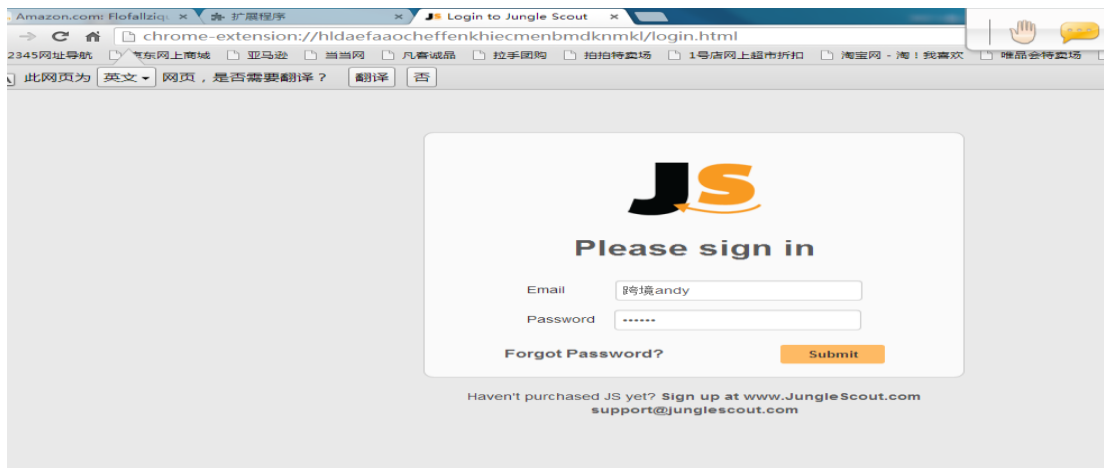 Amazon.com: Flofallziqu × 扩展程序 × JS Login to Jungle Scout ×
chrome-extension://hldaefaaocheffenkhiecmenbmdknmkl/login.html
2345网址导航 京东网上商城 亚马逊 当当网 凡客诚品 拉手团购 拍拍特卖场 1号店网上超市折扣 淘宝网 - 淘！我喜欢 唯品会特卖场
此网页为 英文 网页，是否需要翻译？ 翻译 否
JS
Please sign in
Email 跨境andy
Password ••••••
Forgot Password? Submit
Haven't purchased JS yet? Sign up at www.JungleScout.com
support@junglescout.com